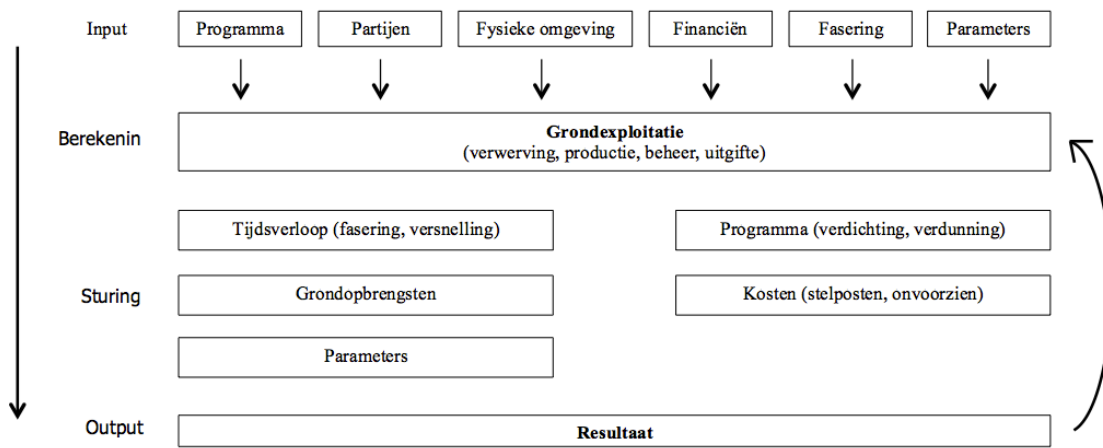 Input
Programma
Partijen
Fysieke omgeving
Financiën
Fasering
Parameters
Berekenin
Grondexploitatie
(verwerving, productie, beheer, uitgifte)
Tijdsverloop (fasering, versnelling)
Programma (verdichting, verdunning)
Sturing
Grondopbrengsten
Kosten (stelposten, onvoorzien)
Parameters
Output
Resultaat